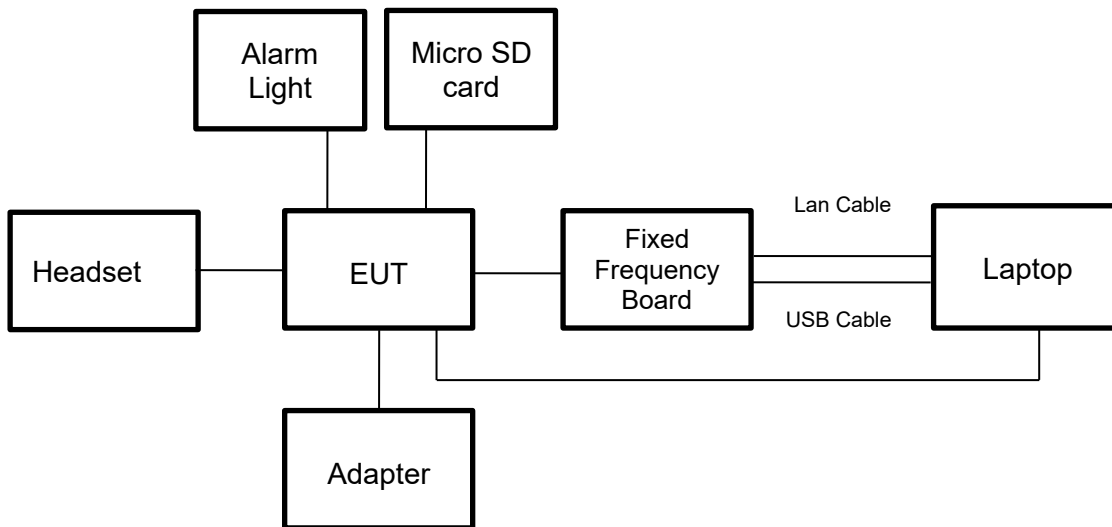 Alarm
Light
Micro SD
card
Headset
EUT
Fixed
Frequency
Board
Lan Cable
USB Cable
Laptop
Adapter